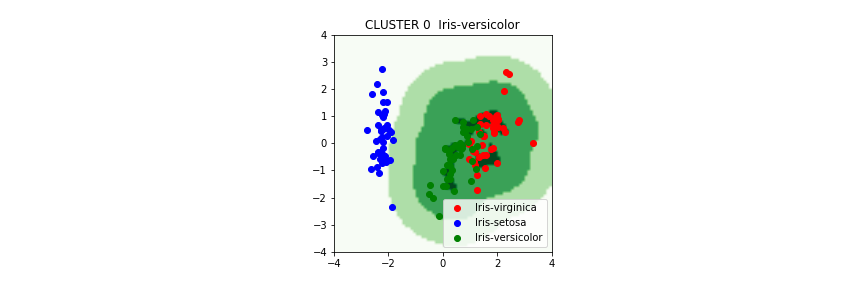 CLUSTER 0 Iris-versicolor
4
3
2
1
0
−1
−2
−3
−4
Iris-virginica
Iris-setosa
Iris-versicolor
−4 −2 0 2 4